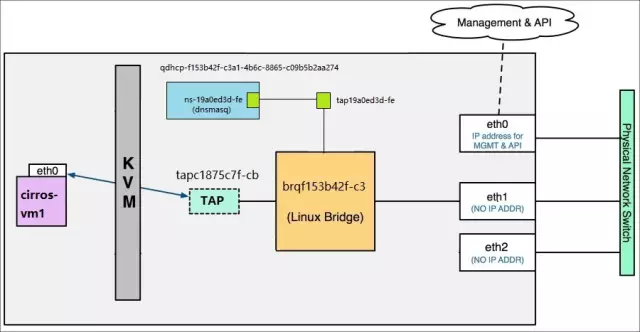 Management & API
qdhcp-f153b42f-c3a1-4b6c-8865-c09b5b2aa274
ns-19a0ed3d-fe
(dnsmasq)
tap19a0ed3d-fe
eth0
IP address for
MGMT & API
Physical Network Switch
KVM
tapc1875c7f-cb
eth0
cirros-
vm1
TAP
brqf153b42f-c3
(Linux Bridge)
eth1
(NO IP ADDR)
eth2
(NO IP ADDR)